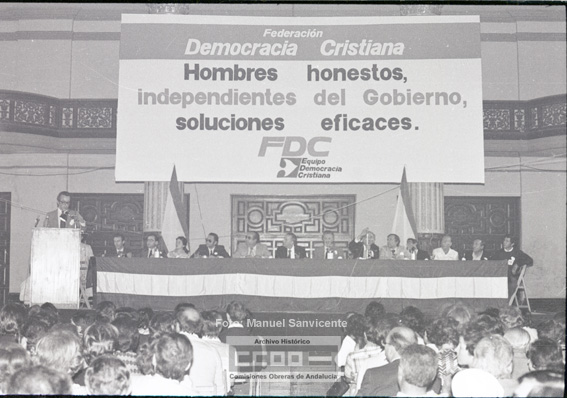 Federación
Democracia Cristiana
Hombres honestos,
independientes del Gobierno,
soluciones eficaces.
FDC
Equipo
Democracia
Cristiana
Foto: Manuel Sanvicente
Archivo Histórico
CCOO
Comisiones Obreras de Andalucía